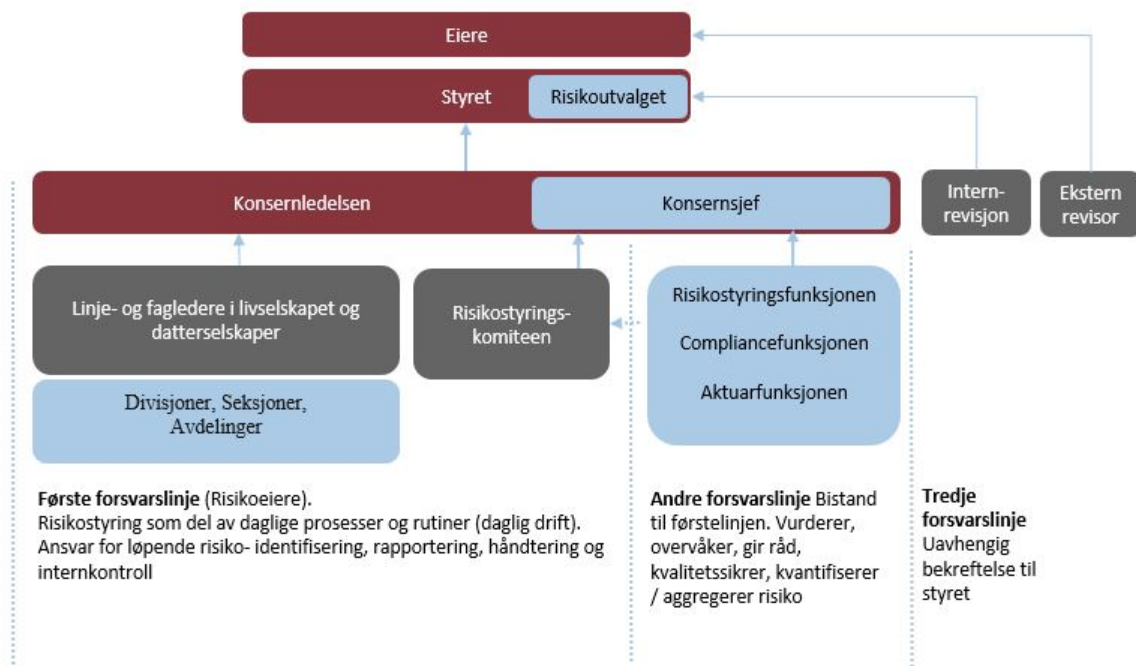 Eiere
Styret
Risikoutvalget
Konsernledelsen
Konsernsjef
Intern-
revisjon
Ekstern
revisor
Linje- og fagledere i livselskapet og
datterselskaper
Risikostyrings-
komiteen
Risikostyringsfunksjonen
Compliancefunksjonen
Aktuarfunksjonen
Divisjoner, Seksjoner,
Avdelinger
Første forsvarslinje (Risikoeiere).
Risikostyring som del av daglige prosesser og rutiner (daglig drift).
Ansvar for løpende risiko- identifisering, rapportering, håndtering og
internkontroll
Andre forsvarslinje Bistand
til førstelinjen. Vurderer,
overvåker, gir råd,
kvalitetssikrer, kvantifiserer
/ aggregerer risiko
Tredje
forsvarslinje
Uavhengig
bekreftelse til
styret